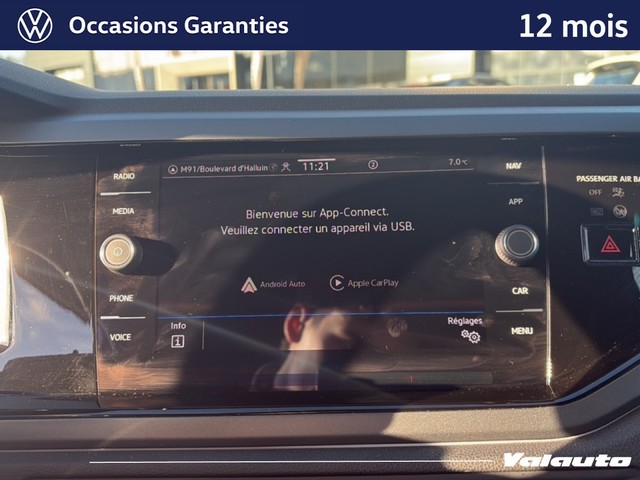 Occasions Garanties
12 mois
M91/Boulevard d'Halluin 11:21 2 7.0°C
RADIO
MEDIA
PHONE
VOICE
NAV
APP
CAR
MENU
PASSENGER AIR BA
OFF
Bienvenue sur App-Connect.
Veuillez connecter un appareil via USB.
Android Auto
Apple CarPlay
Info
Réglages
Valauto